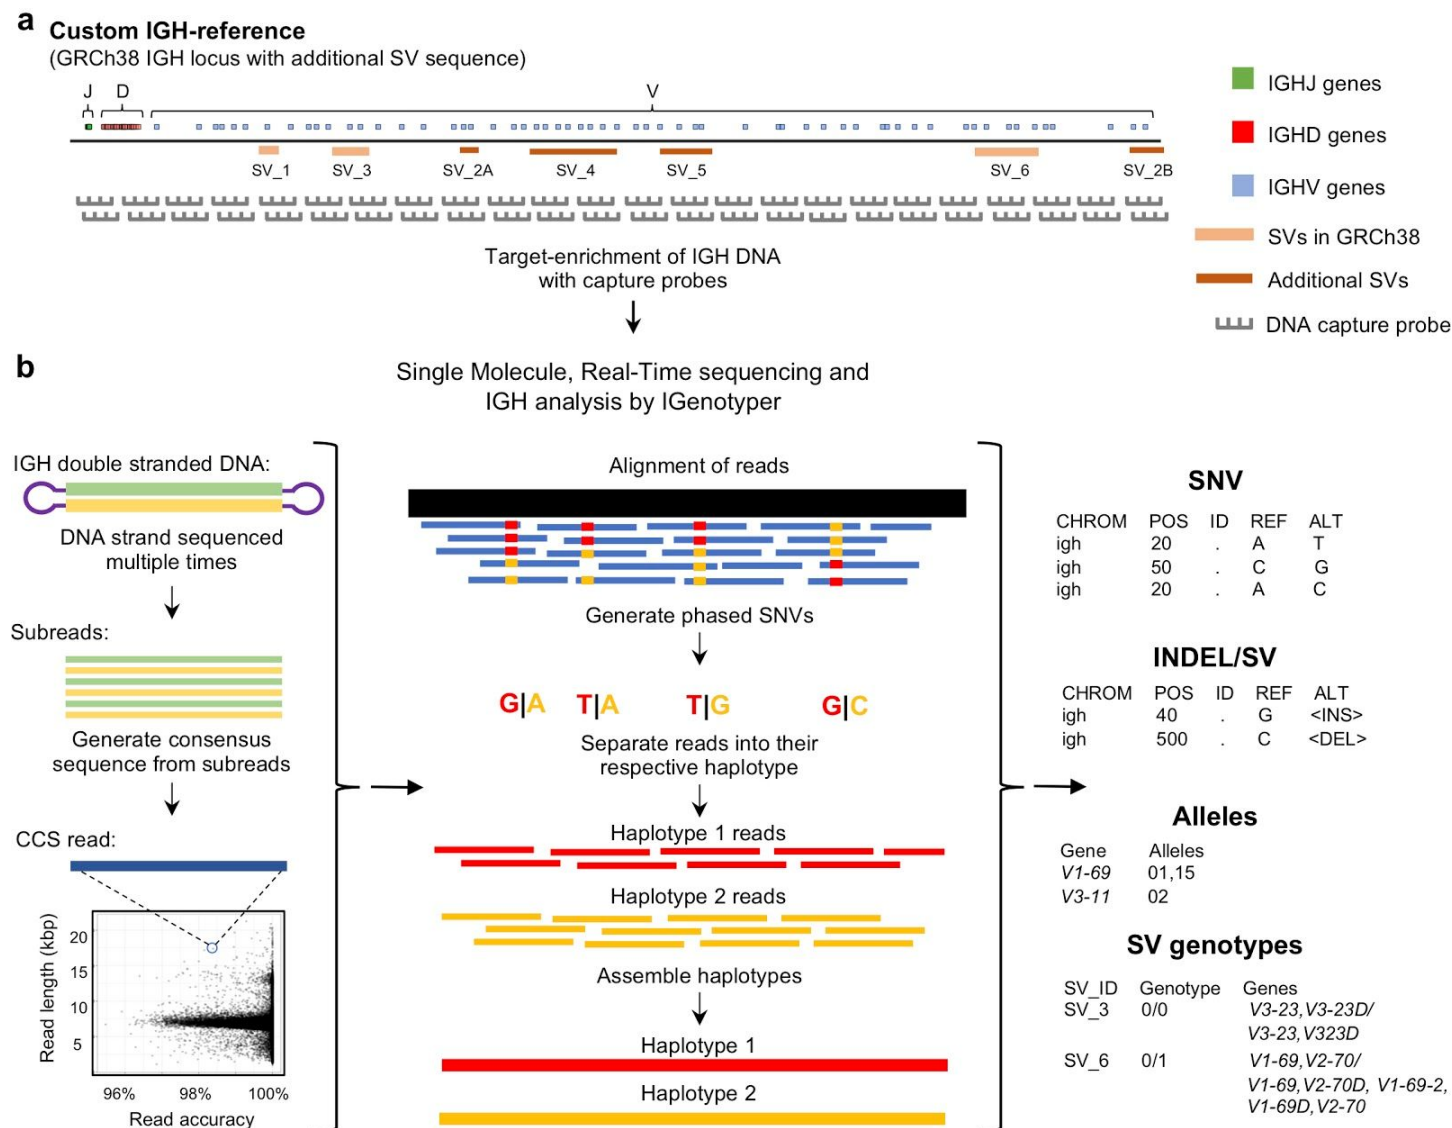 a
Custom IGH-reference
(GRCh38 IGH locus with additional SV sequence)
J D V
SV_1 SV_3 SV_2A SV_4 SV_5 SV_6 SV_2B
IGHJ genes
IGHD genes
IGHV genes
SVs in GRCh38
Additional SVs
DNA capture probe
Target-enrichment of IGH DNA
with capture probes
b
Single Molecule, Real-Time sequencing and
IGH analysis by IGenotyper
IGH double stranded DNA:
DNA strand sequenced
multiple times
Subreads:
Generate consensus
sequence from subreads
CCS read:
Read length (kbp)
20
15
10
5
96% 98% 100%
Read accuracy
Alignment of reads
Generate phased SNVs
G|A T|A T|G G|C
Separate reads into their
respective haplotype
Haplotype 1 reads
Haplotype 2 reads
Assemble haplotypes
Haplotype 1
Haplotype 2
SNV
CHROM POS ID REF ALT
igh 20 . A T
igh 50 . C G
igh 20 . A C
INDEL/SV
CHROM POS ID REF ALT
igh 40 . G <INS>
igh 500 . C <DEL>
Alleles
Gene Alleles
V1-69 01,15
V3-11 02
SV genotypes
SV_ID Genotype Genes
SV_3 0/0 V3-23,V3-23D/
V3-23,V323D
SV_6 0/1 V1-69,V2-70/
V1-69,V2-70D, V1-69-2,
V1-69D,V2-70